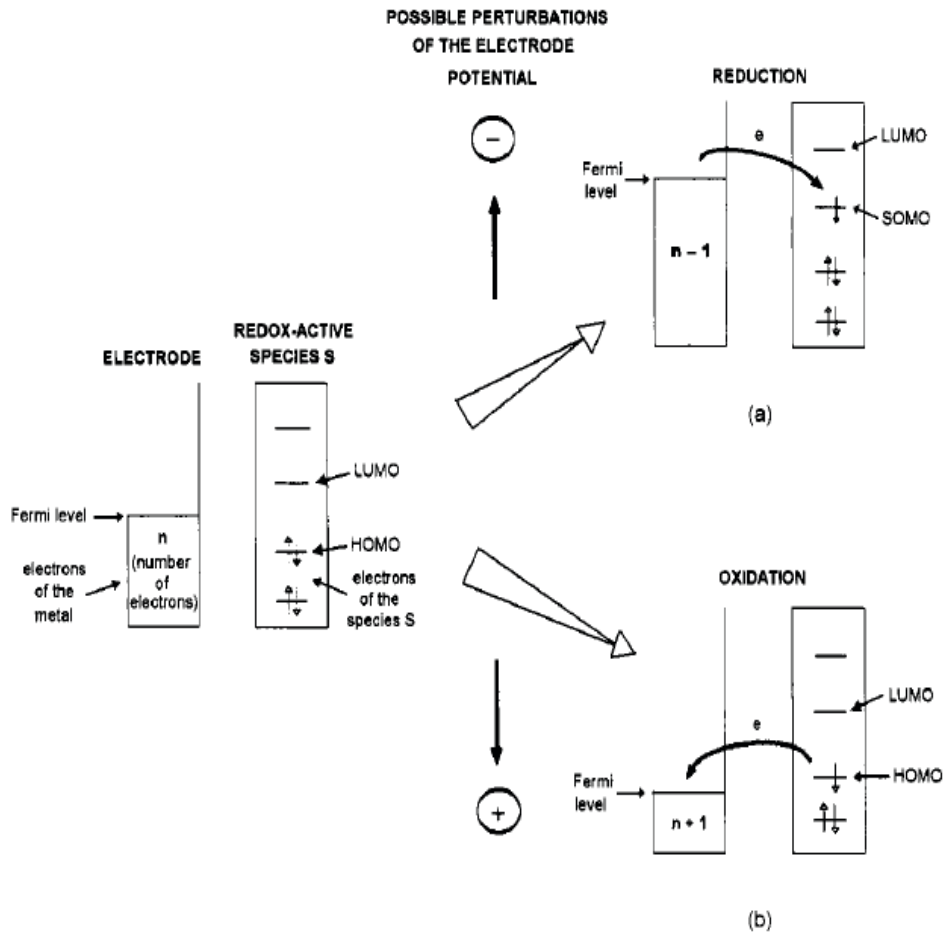 POSSIBLE PERTURBATIONS
OF THE ELECTRODE
POTENTIAL
−
REDUCTION
e
LUMO
Fermi
level
SOMO
n − 1
(a)
ELECTRODE
REDOX-ACTIVE
SPECIES S
LUMO
Fermi level
n
(number
of
electrons)
HOMO
electrons
of the
metal
electrons
of the
species S
OXIDATION
LUMO
e
HOMO
Fermi
level
+
n + 1
(b)